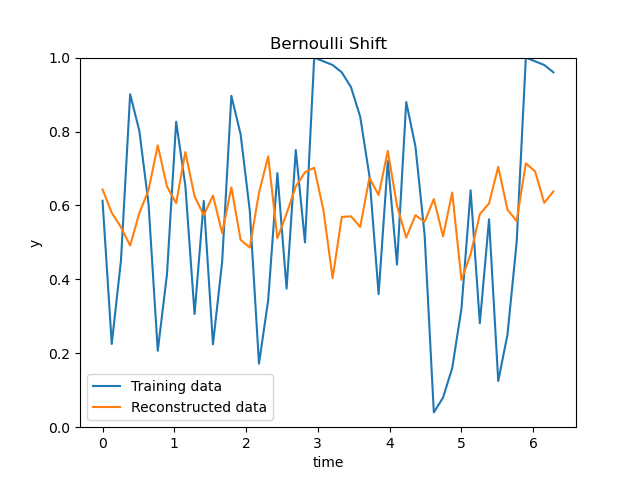 Bernoulli Shift
1.0
0.8
0.6
0.4
0.2
0.0
y
Training data
Reconstructed data
0 1 2 3 4 5 6
time